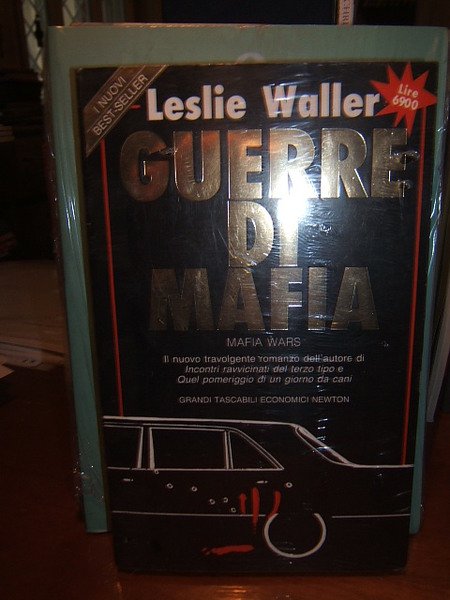 I NUOVI
BEST-SELLER
Leslie Waller
Lire
6900
GUERRE
DI
MAFIA
MAFIA WARS
Il nuovo travolgente romanzo dell'autore di
Incontri ravvicinati del terzo tipo e
Quel pomeriggio di un giorno da cani
GRANDI TASCABILI ECONOMICI NEWTON